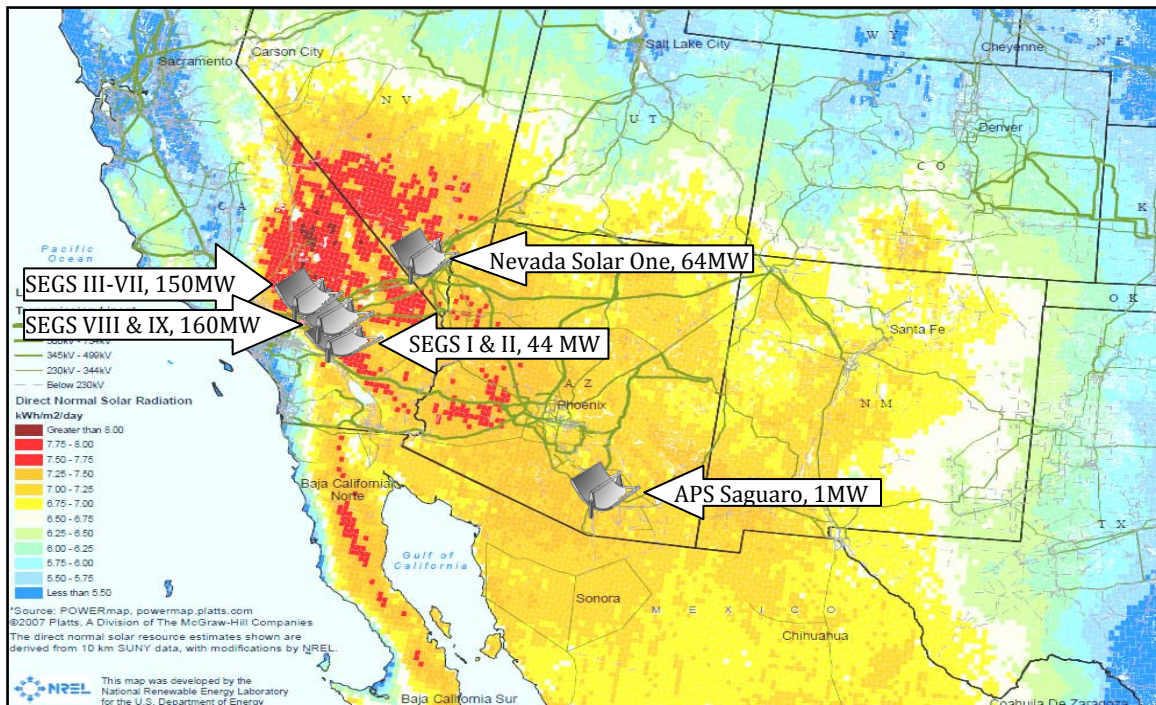 Carson City
Sacramento
N V
C A
Salt Lake City
U T
W Y
Cheyenne
N E
Denver
C O
K
Pacific
Ocean
Nevada Solar One, 64MW
SEGS III-VII, 150MW
SEGS VIII & IX, 160MW
SEGS I & II, 44 MW
L
345kV - 499kV
230kV - 344kV
Below 230kV
Direct Normal Solar Radiation
kWh/m2/day
Greater than 8.00
7.75 - 8.00
7.50 - 7.75
7.25 - 7.50
7.00 - 7.25
6.75 - 7.00
6.50 - 6.75
6.25 - 6.50
6.00 - 6.25
5.75 - 6.00
5.50 - 5.75
Less than 5.50
A Z
Phoenix
Santa Fe
N M
O K
T X
APS Saguaro, 1MW
Baja California
Norte
Gulf of
California
Sonora
M E X I C O
Chihuahua
*Source: POWERmap, powermap.platts.com
©2007 Platts, A Division of The McGraw-Hill Companies
The direct normal solar resource estimates shown are
derived from 10 km SUNY data, with modifications by NREL.
NREL
This map was developed by the
National Renewable Energy Laboratory
for the U.S. Department of Energy
Baja California Sur
Coahuila De Zaragoza